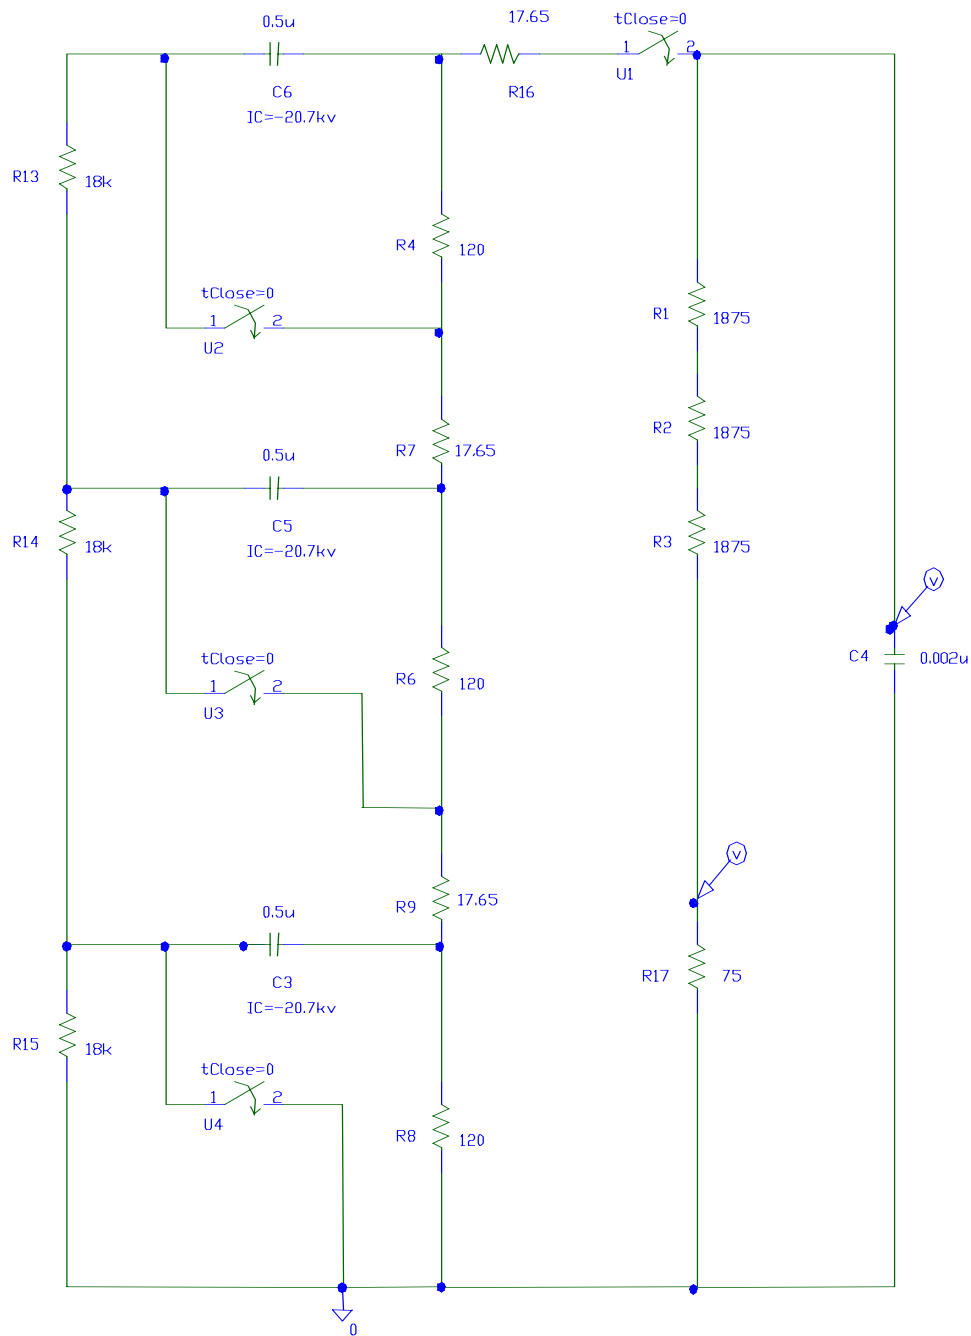 0.5u
17.65
tClose=0
1
2
C6
R16
U1
IC=-20.7kv
R13
18k
R4
120
tClose=0
1
2
U2
R1
1875
R7
17.65
R2
1875
0.5u
C5
IC=-20.7kv
R14
18k
R3
1875
V
tClose=0
1
2
U3
R6
120
C4
0.002u
V
R9
17.65
0.5u
C3
IC=-20.7kv
R17
75
R15
18k
tClose=0
1
2
U4
R8
120
0